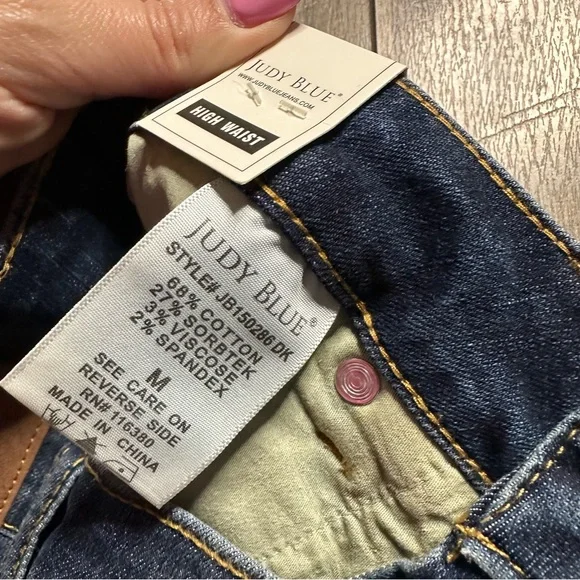 JUDY BLUE®
WWW.JUDYBLUEJEANS.COM
HIGH WAIST
JUDY BLUE®
STYLE# JB150286 DK
68% COTTON
27% SORBTEK
3% VISCOSE
2% SPANDEX
M
SEE CARE ON
REVERSE SIDE
RN# 116380
MADE IN CHINA